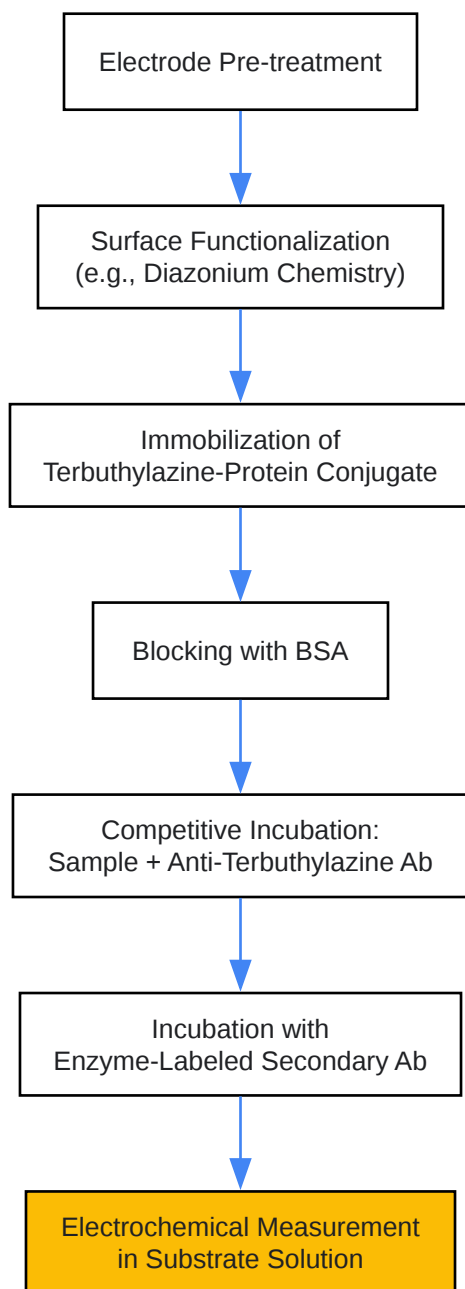 Electrode Pre-treatment
Surface Functionalization
(e.g., Diazonium Chemistry)
Immobilization of
Terbuthylazine-Protein Conjugate
Blocking with BSA
Competitive Incubation:
Sample + Anti-Terbuthylazine Ab
Incubation with
Enzyme-Labeled Secondary Ab
Electrochemical Measurement
in Substrate Solution